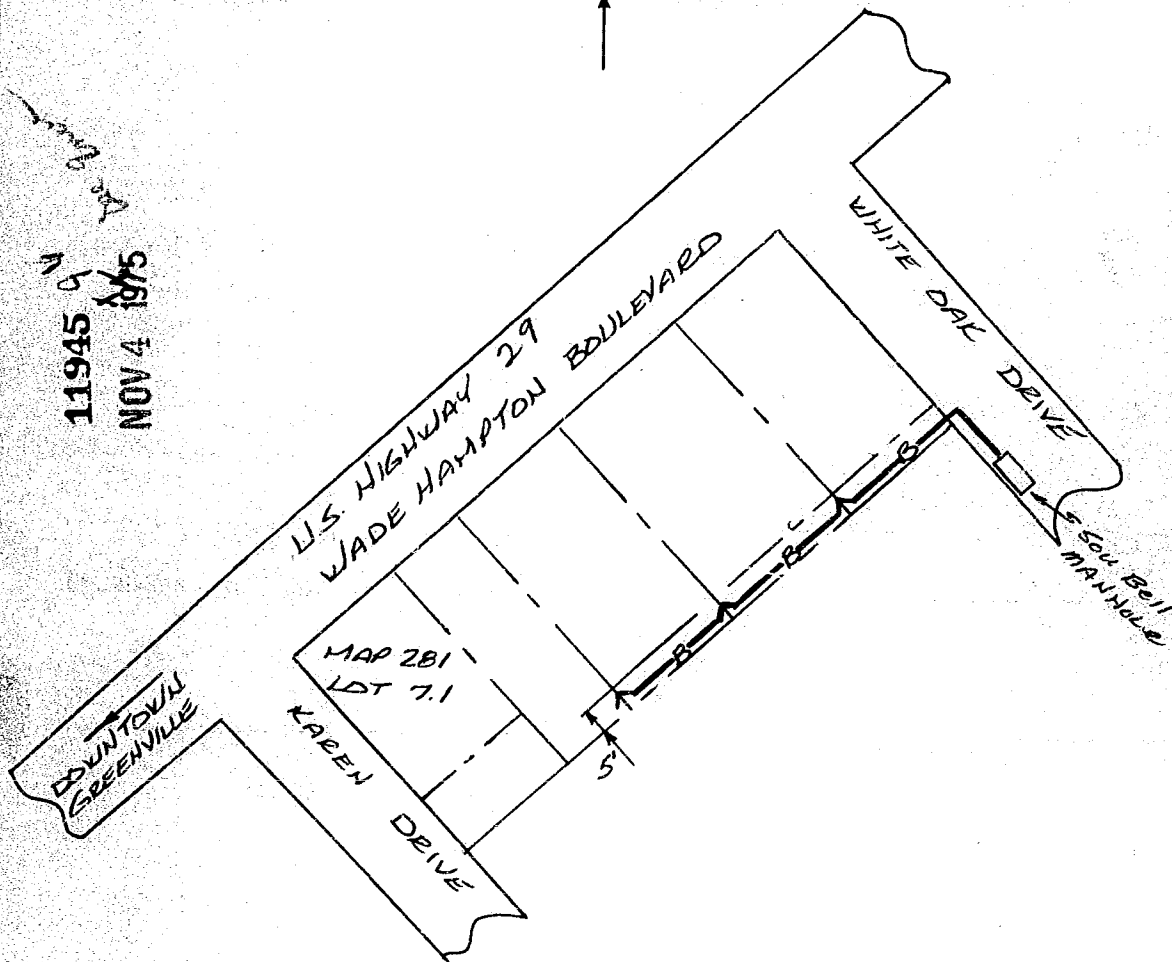 11945
NOV 4 1975
U.S. HIGHWAY 29
WADE HAMPTON BOULEVARD
WHITE OAK DRIVE
SOU Bell
MANHOLE
B
B
B
MAP 281
LOT 7.1
DOWNTOWN
GREENVILLE
KAREN DRIVE
5'